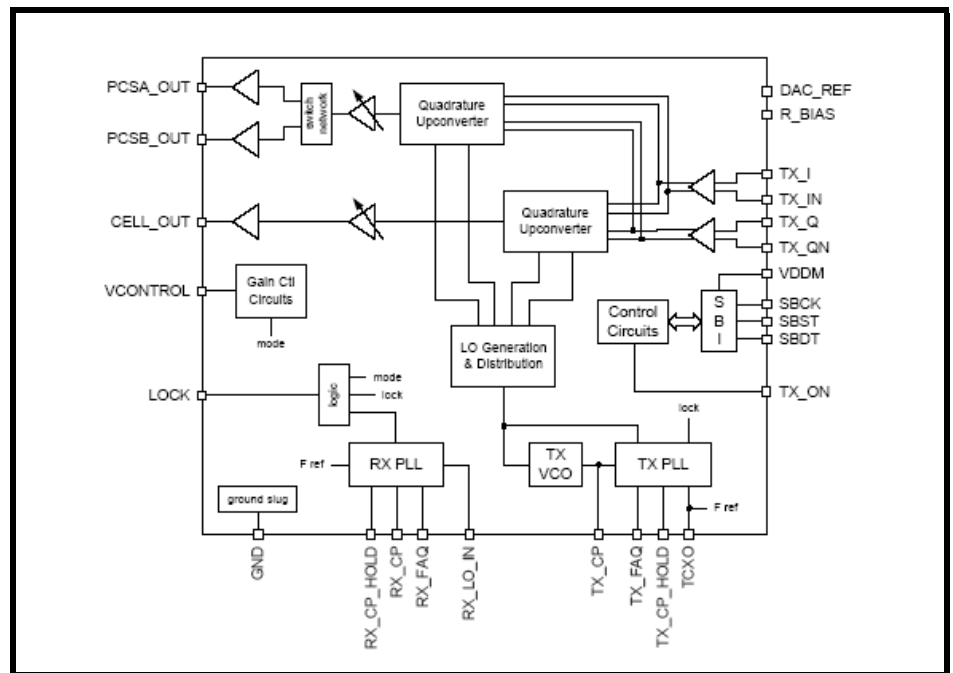 PCSA_OUT
PCSB_OUT
switch
network
Quadrature
Upconverter
DAC_REF
R_BIAS
TX_I
TX_IN
TX_Q
TX_QN
CELL_OUT
Quadrature
Upconverter
VCONTROL
Gain Ctl
Circuits
mode
LO Generation
& Distribution
Control
Circuits
S
B
I
VDDM
SBCK
SBST
SBDT
TX_ON
LOCK
logic
mode
lock
F ref
RX PLL
TX
VCO
TX PLL
lock
F ref
ground slug
GND
RX_CP_HOLD
RX_CP
RX_FAQ
RX_LO_IN
TX_CP
TX_FAQ
TX_CP_HOLD
TCXO